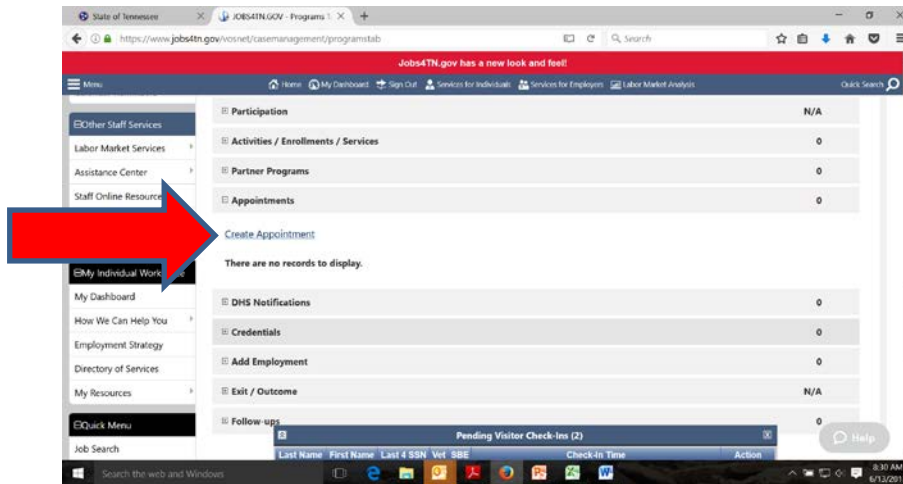 State of Tennessee
JOBS4TN.GOV - Programs T
https://www.jobs4tn.gov/vosnet/casemanagement/programstab
Search
Jobs4TN.gov has a new look and feel!
Menu
Home My Dashboard Sign Out Services for Individuals Services for Employers Labor Market Analysis
Quick Search
Other Staff Services
Labor Market Services
Assistance Center
Staff Online Resource
My Individual
My Dashboard
How We Can Help You
Employment Strategy
Directory of Services
My Resources
Quick Menu
Job Search
Participation N/A
Activities / Enrollments / Services 0
Partner Programs 0
Appointments 0
Create Appointment
There are no records to display.
DHS Notifications 0
Credentials 0
Add Employment 0
Exit / Outcome N/A
Follow-ups 0
Pending Visitor Check-Ins (2)
Last Name First Name Last 4 SSN Vet SBE Check-In Time Action
Help
Search the web and Windows
8:30 AM